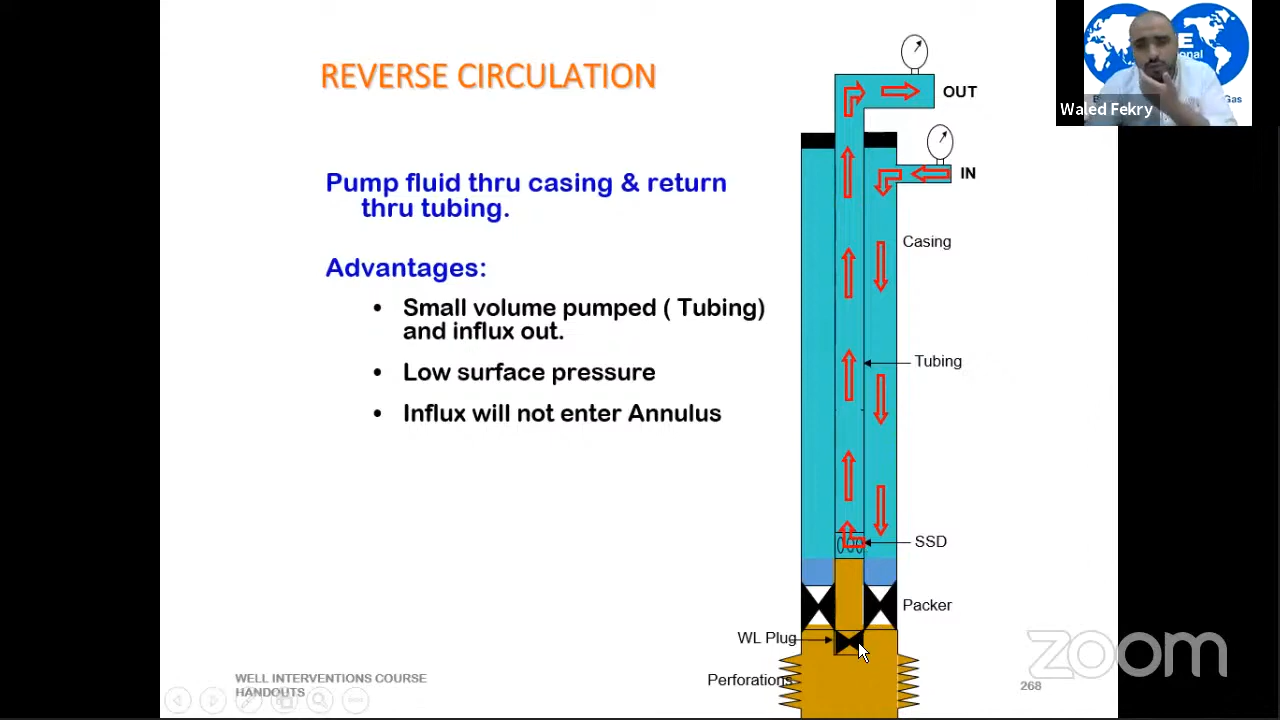 REVERSE CIRCULATION
Pump fluid thru casing & return
thru tubing.
Advantages:
• Small volume pumped ( Tubing)
and influx out.
• Low surface pressure
• Influx will not enter Annulus
OUT
IN
Casing
Tubing
SSD
Packer
WL Plug
Perforations
WELL INTERVENTIONS COURSE
HANDOUTS
268
zoom
E
ional
Gas
Waled Fekry